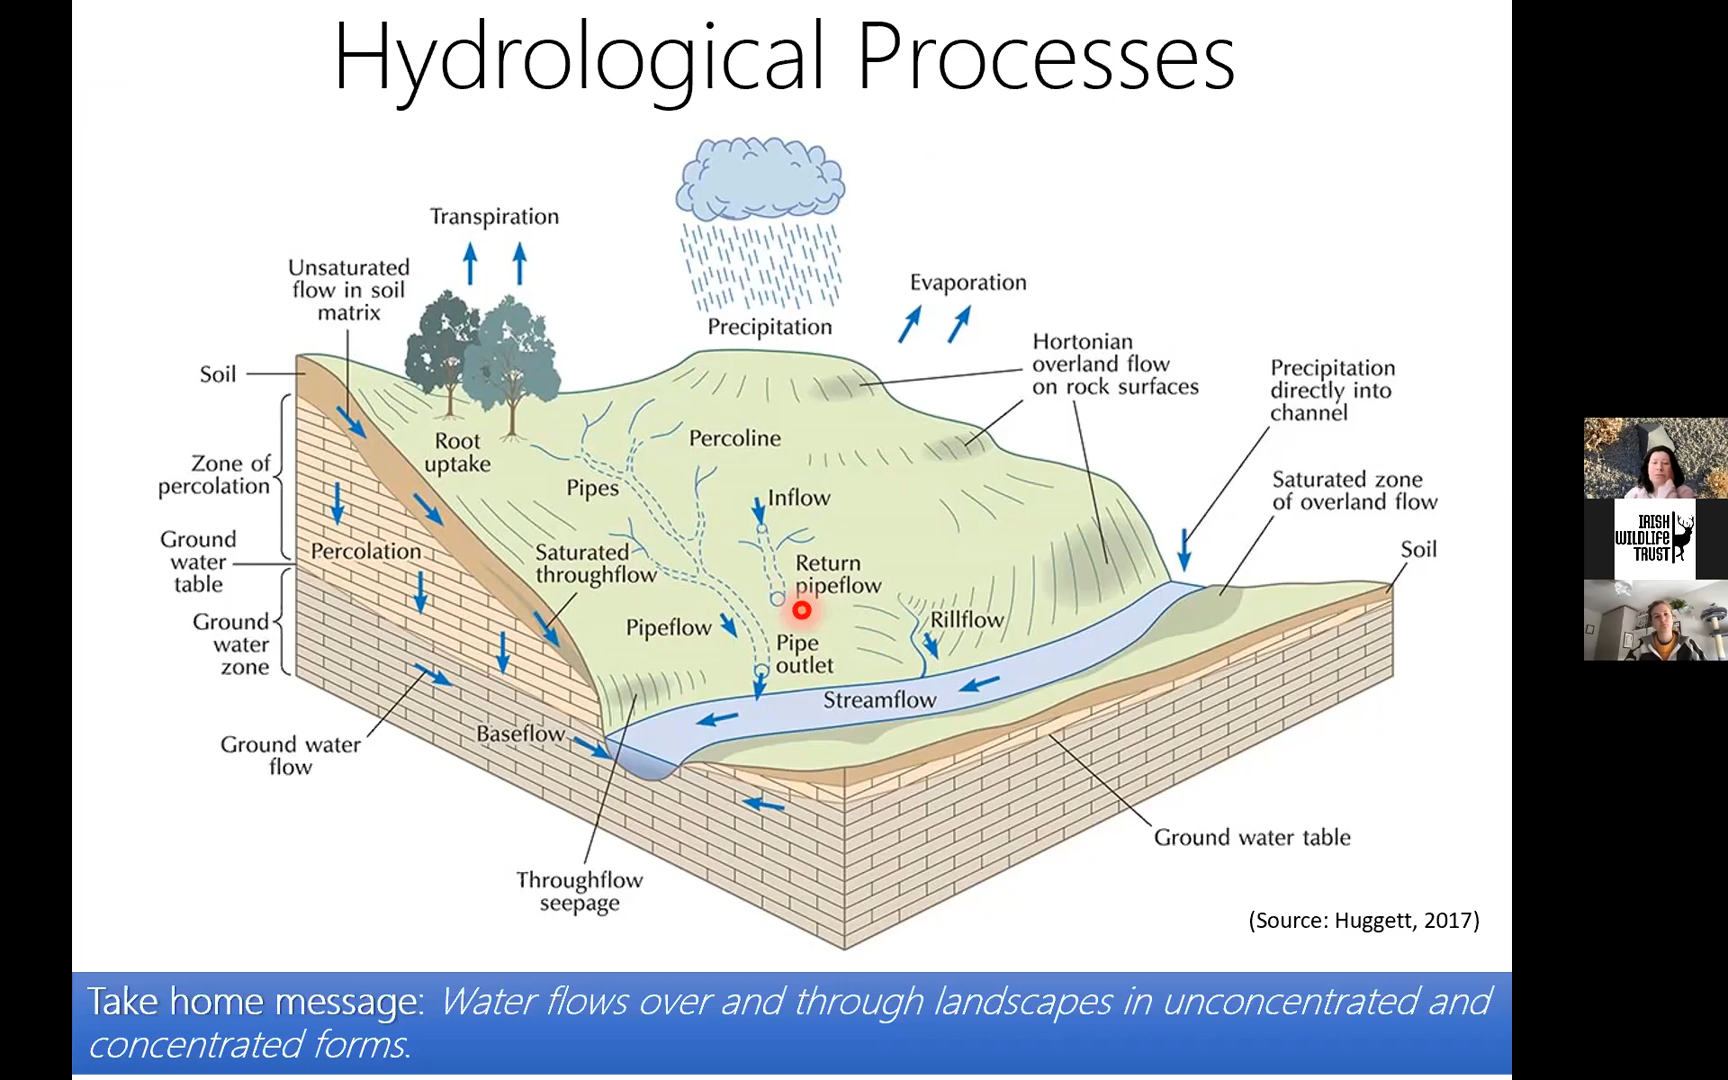 Hydrological Processes
Transpiration
Unsaturated
flow in soil
matrix
Evaporation
Precipitation
Hortonian
overland flow
on rock surfaces
Precipitation
directly into
channel
Soil
Root
uptake
Percoline
Zone of
percolation
Pipes
Inflow
Saturated zone
of overland flow
Ground
water
table
Percolation
Saturated
throughflow
Return
pipeflow
Soil
Ground
water
zone
Pipeflow
Rillflow
Pipe
outlet
Streamflow
Baseflow
Ground water
flow
Ground water table
Throughflow
seepage
(Source: Huggett, 2017)
Take home message: Water flows over and through landscapes in unconcentrated and
concentrated forms.
IRISH
WILDLIFE
TRUST